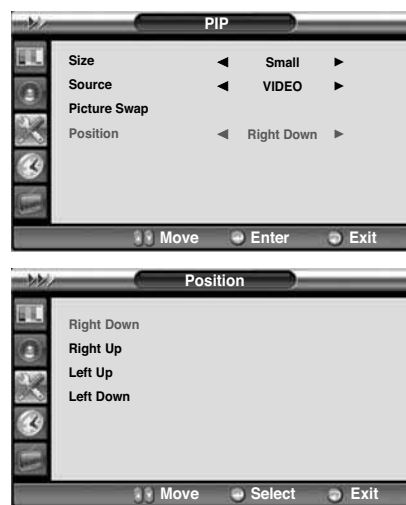 PIP
Size ◄ Small ►
Source ◄ VIDEO ►
Picture Swap
Position ◄ Right Down ►
Move Enter Exit
Position
Right Down
Right Up
Left Up
Left Down
Move Select Exit